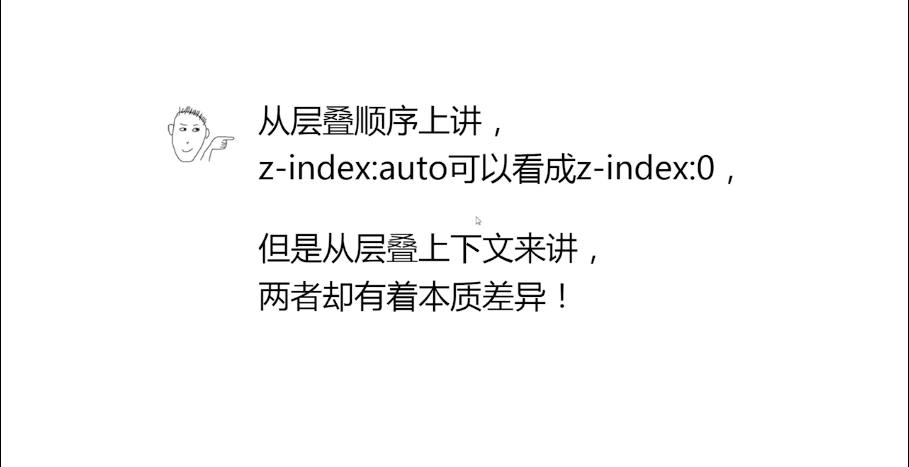 从层叠顺序上讲，
z-index:auto可以看成z-index:0，
但是从层叠上下文来讲，
两者却有着本质差异！